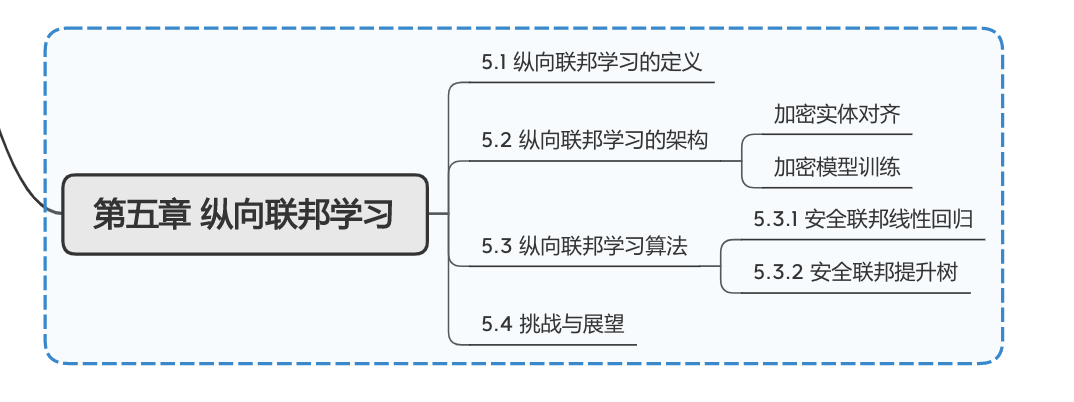 第五章 纵向联邦学习
5.1 纵向联邦学习的定义
5.2 纵向联邦学习的架构
加密实体对齐
加密模型训练
5.3 纵向联邦学习算法
5.3.1 安全联邦线性回归
5.3.2 安全联邦提升树
5.4 挑战与展望